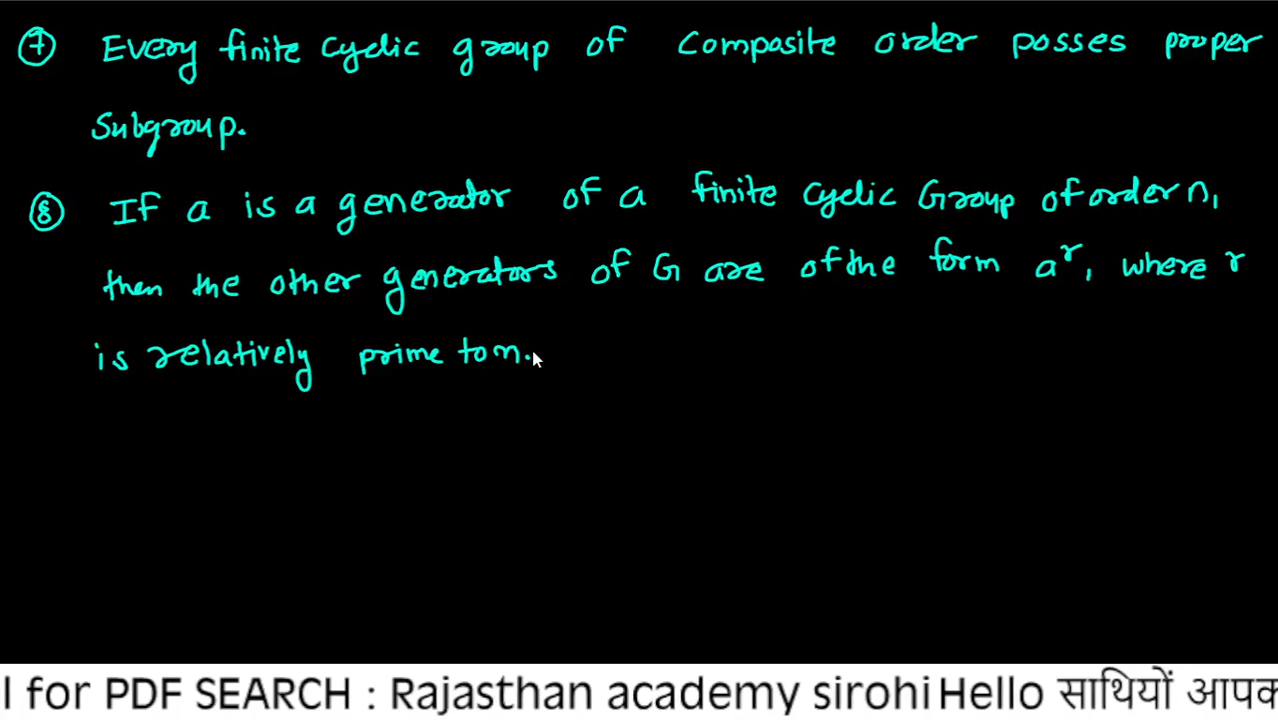 ⑦ Every finite cyclic group of composite order posses proper
Subgroup.
⑧ If a is a generator of a finite cyclic Group of order n,
then the other generators of G are of the form aʳ, where r
is relatively prime to n.
l for PDF SEARCH : Rajasthan academy sirohi Hello साथियों आपक